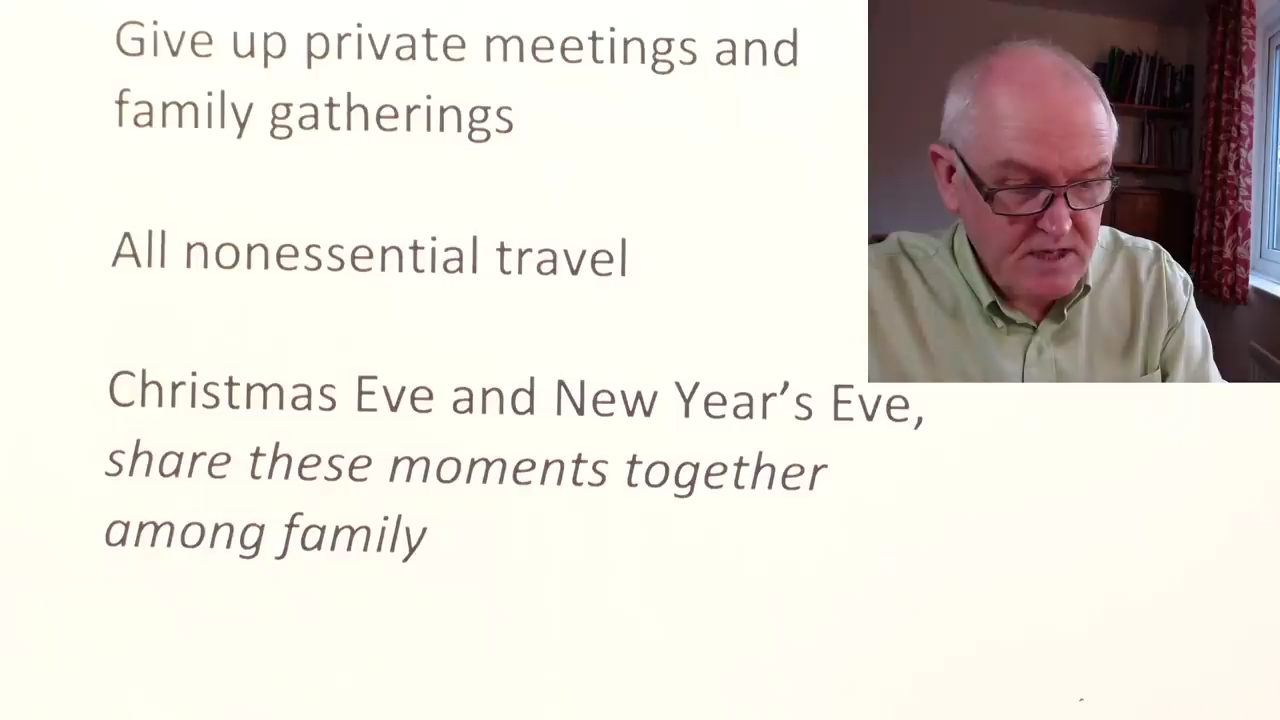 Give up private meetings and
family gatherings
All nonessential travel
Christmas Eve and New Year’s Eve,
share these moments together
among family